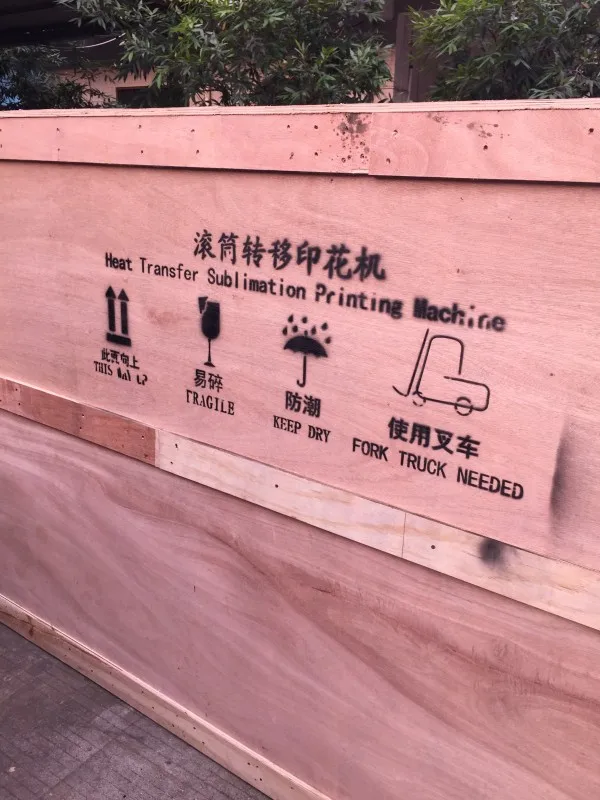 滚筒转移印花机
Heat Transfer Sublimation Printing Machine
此页向上
THIS WAY UP
易碎
FRAGILE
防潮
KEEP DRY
使用叉车
FORK TRUCK NEEDED